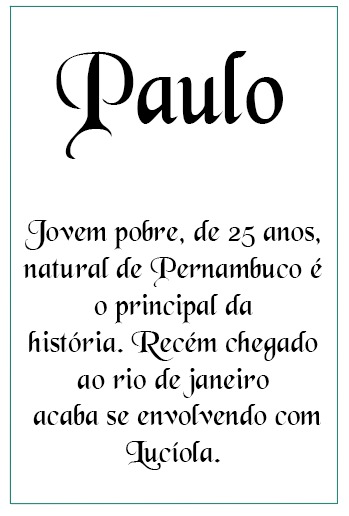 Paulo
Jovem pobre, de 25 anos,
natural de Pernambuco é
o principal da
história. Recém chegado
ao rio de janeiro
acaba se envolvendo com
Lucíola.